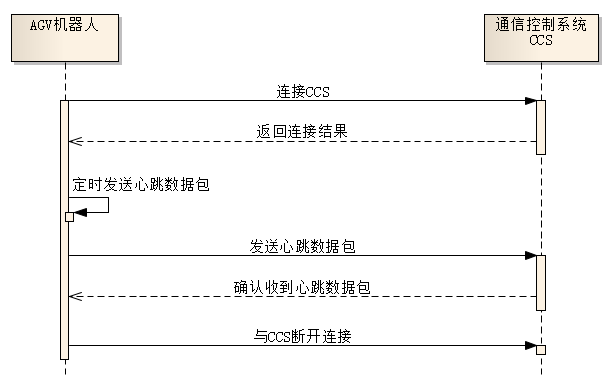 AGV机器人
通信控制系统
CCS
连接CCS
返回连接结果
定时发送心跳数据包
发送心跳数据包
确认收到心跳数据包
与CCS断开连接